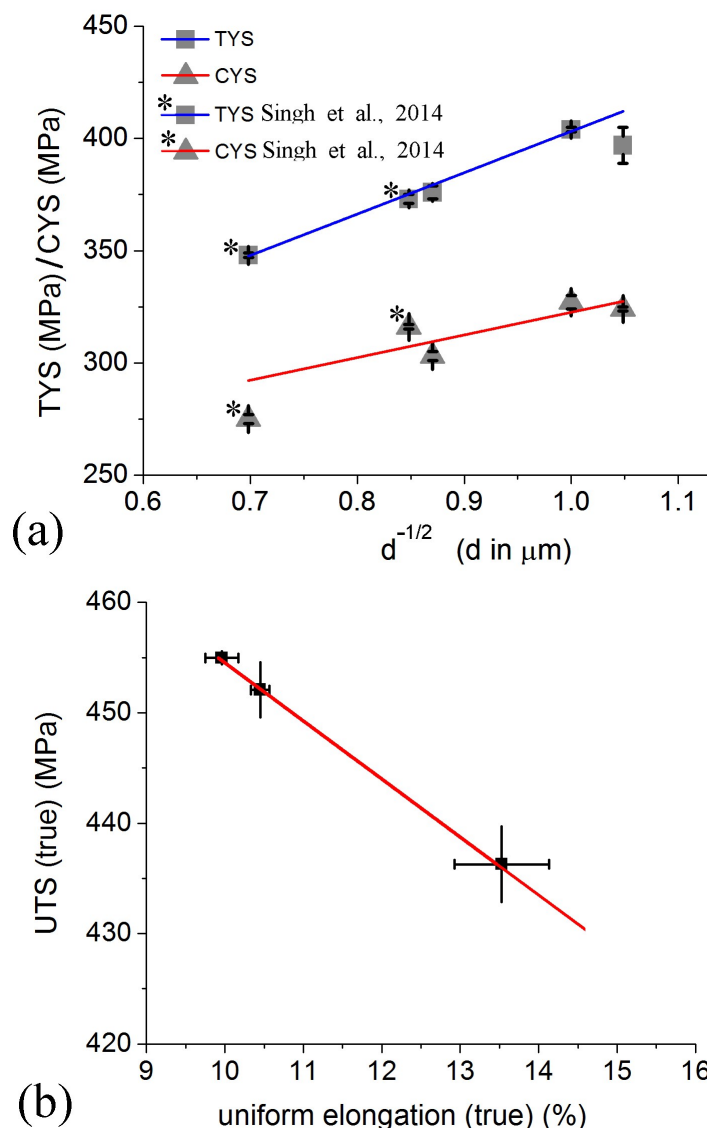 450
400
350
300
250
TYS (MPa)/CYS (MPa)
TYS
CYS
* TYS Singh et al., 2014
* CYS Singh et al., 2014
*
*
*
*
0.6 0.7 0.8 0.9 1.0 1.1
(a)
d⁻¹/² (d in μm)
460
450
440
430
420
UTS (true) (MPa)
9 10 11 12 13 14 15 16
(b)
uniform elongation (true) (%)